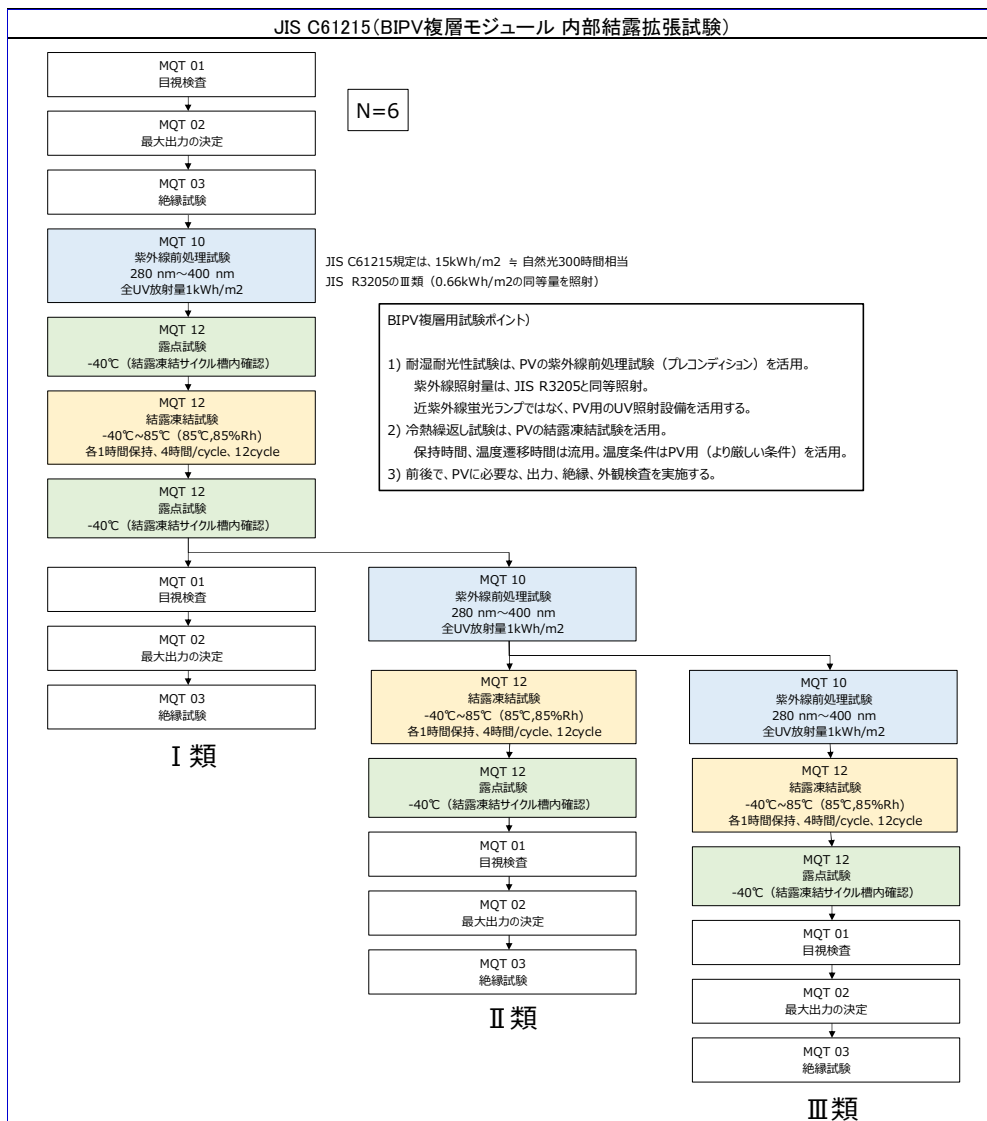 JIS C61215（BIPV複層モジュール 内部結露拡張試験）
MQT 01
目視検査
N=6
MQT 02
最大出力の決定
MQT 03
絶縁試験
MQT 10
紫外線前処理試験
280 nm～400 nm
全UV放射量1kWh/m2
JIS C61215規定は、15kWh/m2 ≒ 自然光300時間相当
JIS R3205のⅢ類（0.66kWh/m2の同等量を照射）
MQT 12
露点試験
-40℃（結露凍結サイクル槽内確認）
MQT 12
結露凍結試験
-40℃~85℃（85℃,85%Rh）
各1時間保持、4時間/cycle、12cycle
MQT 12
露点試験
-40℃（結露凍結サイクル槽内確認）
BIPV複層用試験ポイント）
1) 耐湿耐光性試験は、PVの紫外線前処理試験（プレコンディション）を活用。
紫外線照射量は、JIS R3205と同等照射。
近紫外線蛍光ランプではなく、PV用のUV照射設備を活用する。
2) 冷熱繰返し試験は、PVの結露凍結試験を活用。
保持時間、温度遷移時間は流用。温度条件はPV用（より厳しい条件）を活用。
3) 前後で、PVに必要な、出力、絶縁、外観検査を実施する。
MQT 01
目視検査
MQT 02
最大出力の決定
MQT 03
絶縁試験
Ⅰ類
MQT 10
紫外線前処理試験
280 nm～400 nm
全UV放射量1kWh/m2
MQT 12
結露凍結試験
-40℃~85℃（85℃,85%Rh）
各1時間保持、4時間/cycle、12cycle
MQT 12
露点試験
-40℃（結露凍結サイクル槽内確認）
MQT 01
目視検査
MQT 02
最大出力の決定
MQT 03
絶縁試験
Ⅱ類
MQT 10
紫外線前処理試験
280 nm～400 nm
全UV放射量1kWh/m2
MQT 12
結露凍結試験
-40℃~85℃（85℃,85%Rh）
各1時間保持、4時間/cycle、12cycle
MQT 12
露点試験
-40℃（結露凍結サイクル槽内確認）
MQT 01
目視検査
MQT 02
最大出力の決定
MQT 03
絶縁試験
Ⅲ類